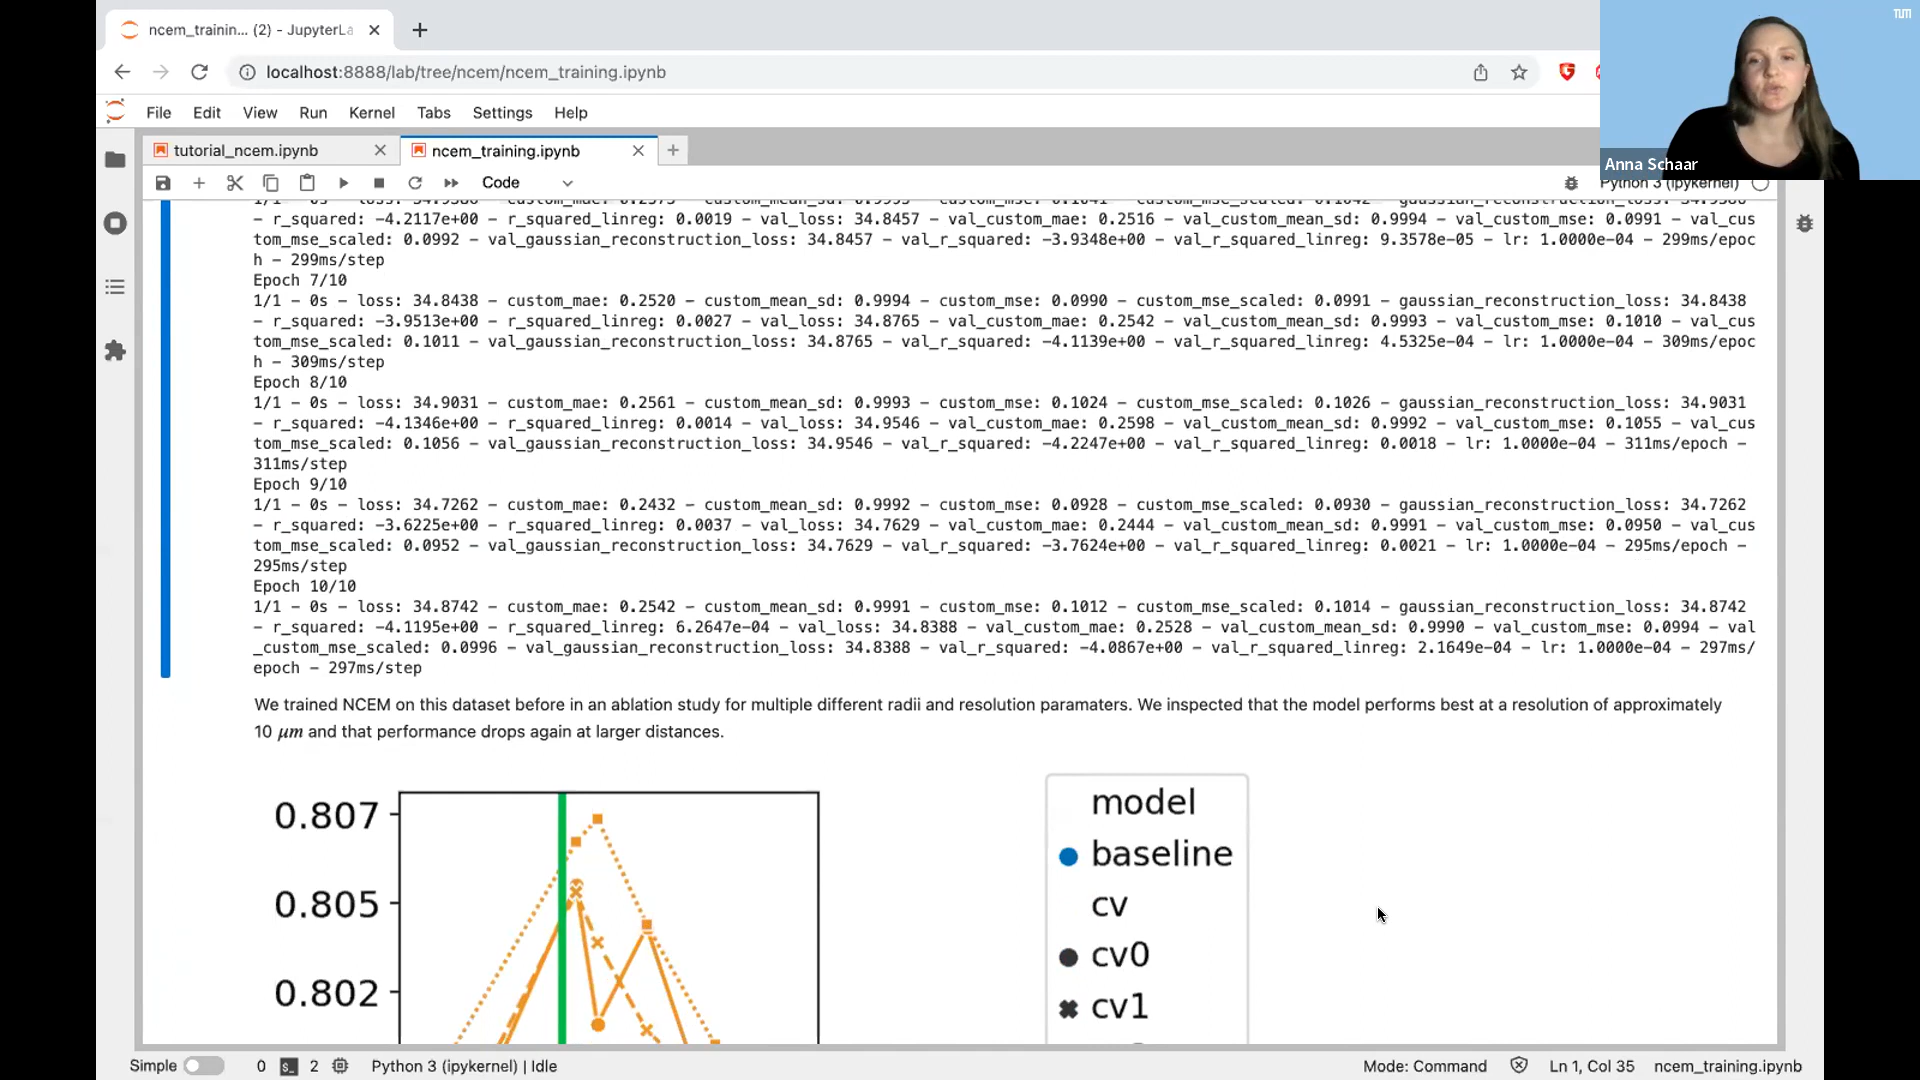 ncem_trainin... (2) - JupyterLa
localhost:8888/lab/tree/ncem/ncem_training.ipynb
TUM
File Edit View Run Kernel Tabs Settings Help
tutorial_ncem.ipynb
ncem_training.ipynb
Anna Schaar
Code
Python 3 (ipykernel)
- r_squared: -4.2117e+00 - r_squared_linreg: 0.0019 - val_loss: 34.8457 - val_custom_mae: 0.2516 - val_custom_mean_sd: 0.9994 - val_custom_mse: 0.0991 - val_cus
tom_mse_scaled: 0.0992 - val_gaussian_reconstruction_loss: 34.8457 - val_r_squared: -3.9348e+00 - val_r_squared_linreg: 9.3578e-05 - lr: 1.0000e-04 - 299ms/epoc
h - 299ms/step
Epoch 7/10
1/1 - 0s - loss: 34.8438 - custom_mae: 0.2520 - custom_mean_sd: 0.9994 - custom_mse: 0.0990 - custom_mse_scaled: 0.0991 - gaussian_reconstruction_loss: 34.8438
- r_squared: -3.9513e+00 - r_squared_linreg: 0.0027 - val_loss: 34.8765 - val_custom_mae: 0.2542 - val_custom_mean_sd: 0.9993 - val_custom_mse: 0.1010 - val_cus
tom_mse_scaled: 0.1011 - val_gaussian_reconstruction_loss: 34.8765 - val_r_squared: -4.1139e+00 - val_r_squared_linreg: 4.5325e-04 - lr: 1.0000e-04 - 309ms/epoc
h - 309ms/step
Epoch 8/10
1/1 - 0s - loss: 34.9031 - custom_mae: 0.2561 - custom_mean_sd: 0.9993 - custom_mse: 0.1024 - custom_mse_scaled: 0.1026 - gaussian_reconstruction_loss: 34.9031
- r_squared: -4.1346e+00 - r_squared_linreg: 0.0014 - val_loss: 34.9546 - val_custom_mae: 0.2598 - val_custom_mean_sd: 0.9992 - val_custom_mse: 0.1055 - val_cus
tom_mse_scaled: 0.1056 - val_gaussian_reconstruction_loss: 34.9546 - val_r_squared: -4.2247e+00 - val_r_squared_linreg: 0.0018 - lr: 1.0000e-04 - 311ms/epoch -
311ms/step
Epoch 9/10
1/1 - 0s - loss: 34.7262 - custom_mae: 0.2432 - custom_mean_sd: 0.9992 - custom_mse: 0.0928 - custom_mse_scaled: 0.0930 - gaussian_reconstruction_loss: 34.7262
- r_squared: -3.6225e+00 - r_squared_linreg: 0.0037 - val_loss: 34.7629 - val_custom_mae: 0.2444 - val_custom_mean_sd: 0.9991 - val_custom_mse: 0.0950 - val_cus
tom_mse_scaled: 0.0952 - val_gaussian_reconstruction_loss: 34.7629 - val_r_squared: -3.7624e+00 - val_r_squared_linreg: 0.0021 - lr: 1.0000e-04 - 295ms/epoch -
295ms/step
Epoch 10/10
1/1 - 0s - loss: 34.8742 - custom_mae: 0.2542 - custom_mean_sd: 0.9991 - custom_mse: 0.1012 - custom_mse_scaled: 0.1014 - gaussian_reconstruction_loss: 34.8742
- r_squared: -4.1195e+00 - r_squared_linreg: 6.2647e-04 - val_loss: 34.8388 - val_custom_mae: 0.2528 - val_custom_mean_sd: 0.9990 - val_custom_mse: 0.0994 - val
_custom_mse_scaled: 0.0996 - val_gaussian_reconstruction_loss: 34.8388 - val_r_squared: -4.0867e+00 - val_r_squared_linreg: 2.1649e-04 - lr: 1.0000e-04 - 297ms/
epoch - 297ms/step
We trained NCEM on this dataset before in an ablation study for multiple different radii and resolution paramaters. We inspected that the model performs best at a resolution of approximately
10 μm and that performance drops again at larger distances.
0.807
0.805
0.802
model
baseline
cv
cv0
cv1
Simple 0 2 Python 3 (ipykernel) | Idle Mode: Command Ln 1, Col 35 ncem_training.ipynb